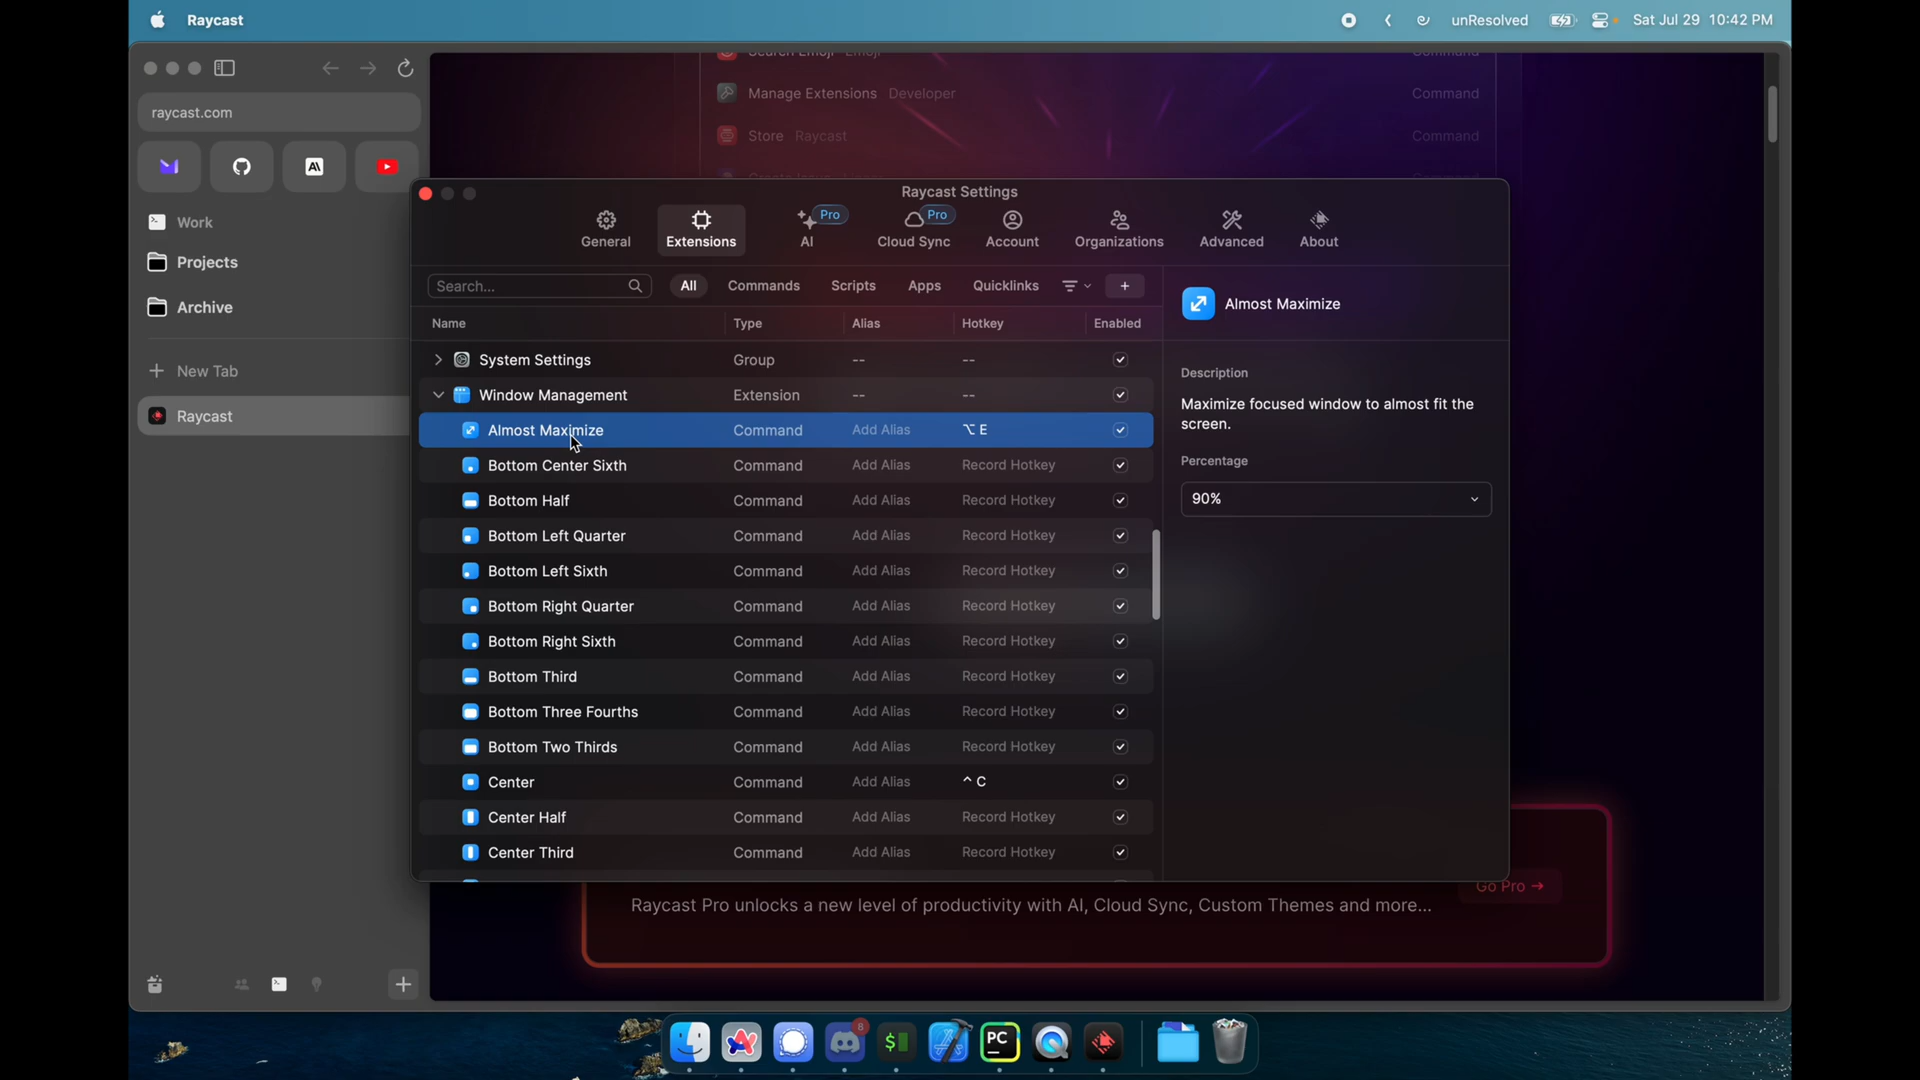 Raycast
unResolved
Sat Jul 29 10:42 PM
raycast.com
Work
Projects
Archive
New Tab
Raycast
Search Emoji Emoji Command
Manage Extensions Developer Command
Store Raycast Command
Raycast Settings
General
Extensions
Pro
AI
Pro
Cloud Sync
Account
Organizations
Advanced
About
Search...
All
Commands
Scripts
Apps
Quicklinks
+
Name Type Alias Hotkey Enabled
System Settings Group -- --
Window Management Extension -- --
Almost Maximize Command Add Alias ⌥ E
Bottom Center Sixth Command Add Alias Record Hotkey
Bottom Half Command Add Alias Record Hotkey
Bottom Left Quarter Command Add Alias Record Hotkey
Bottom Left Sixth Command Add Alias Record Hotkey
Bottom Right Quarter Command Add Alias Record Hotkey
Bottom Right Sixth Command Add Alias Record Hotkey
Bottom Third Command Add Alias Record Hotkey
Bottom Three Fourths Command Add Alias Record Hotkey
Bottom Two Thirds Command Add Alias Record Hotkey
Center Command Add Alias ^ C
Center Half Command Add Alias Record Hotkey
Center Third Command Add Alias Record Hotkey
Almost Maximize
Description
Maximize focused window to almost fit the
screen.
Percentage
90%
Go Pro →
Raycast Pro unlocks a new level of productivity with AI, Cloud Sync, Custom Themes and more...
8
$
PC